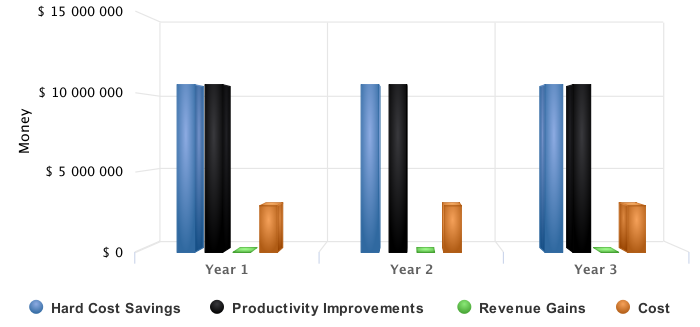 $ 15 000 000
$ 10 000 000
$ 5 000 000
$ 0
Money
Year 1
Year 2
Year 3
Hard Cost Savings
Productivity Improvements
Revenue Gains
Cost